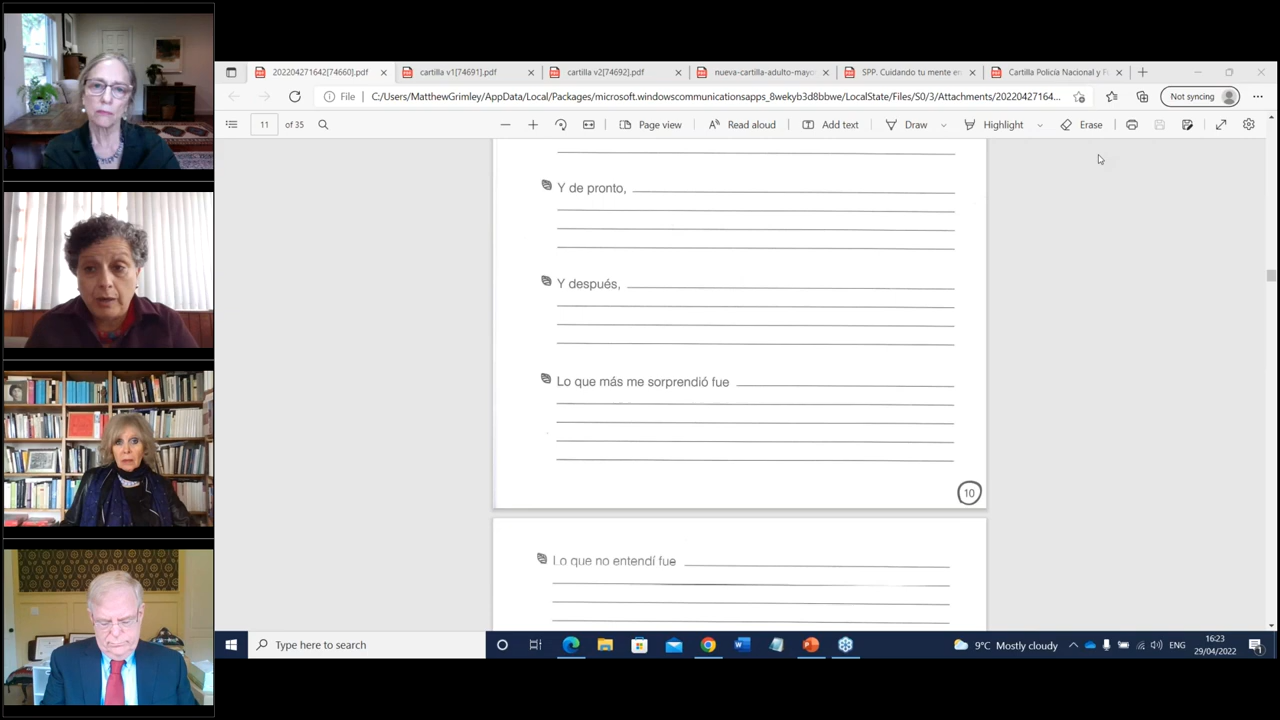 202204271642[74660].pdf
cartilla v1[74691].pdf
cartilla v2[74692].pdf
nueva-cartilla-adulto-mayo
SPP. Cuidando tu mente en
Cartilla Policía Nacional y F
File
C:/Users/MatthewGrimley/AppData/Local/Packages/microsoft.windowscommunicationsapps_8wekyb3d8bbwe/LocalState/Files/S0/3/Attachments/20220427164...
Not syncing
11 of 35
Page view
Read aloud
Add text
Draw
Highlight
Erase
Y de pronto,
Y después,
Lo que más me sorprendió fue
10
Lo que no entendí fue
Type here to search
9°C Mostly cloudy
ENG
16:23
29/04/2022
1